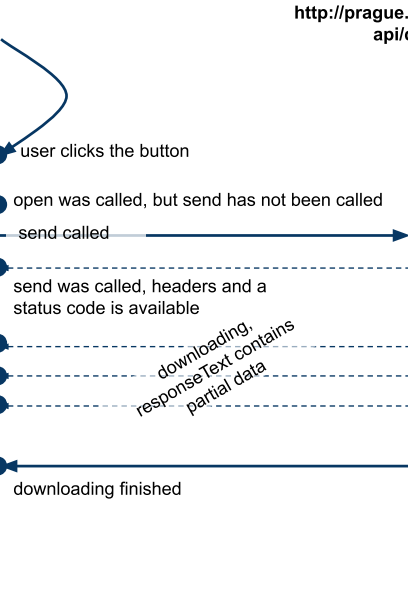 http://prague.
api/
user clicks the button
open was called, but send has not been called
send called
send was called, headers and a
status code is available
downloading,
responseText contains
partial data
downloading finished